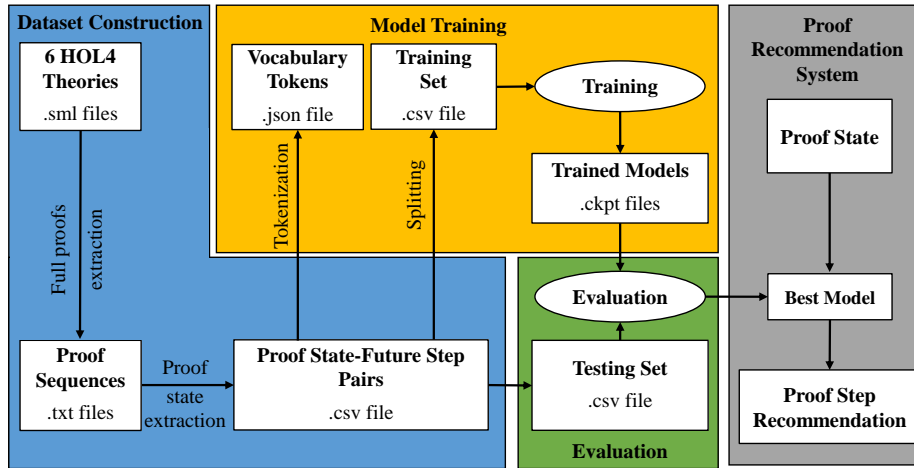 Dataset Construction
6 HOL4
Theories
.sml files
Full proofs
extraction
Proof
Sequences
.txt files
Proof
state
extraction
Proof State-Future Step
Pairs
.csv file
Model Training
Vocabulary
Tokens
.json file
Tokenization
Training
Set
.csv file
Splitting
Training
Trained Models
.ckpt files
Evaluation
Testing Set
.csv file
Evaluation
Proof
Recommendation
System
Proof State
Best Model
Proof Step
Recommendation